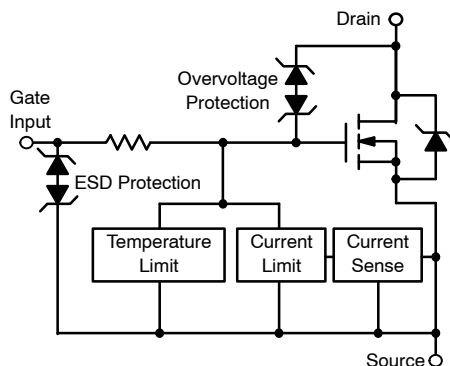 Drain
Overvoltage
Protection
Gate
Input
ESD Protection
Temperature
Limit
Current
Limit
Current
Sense
Source